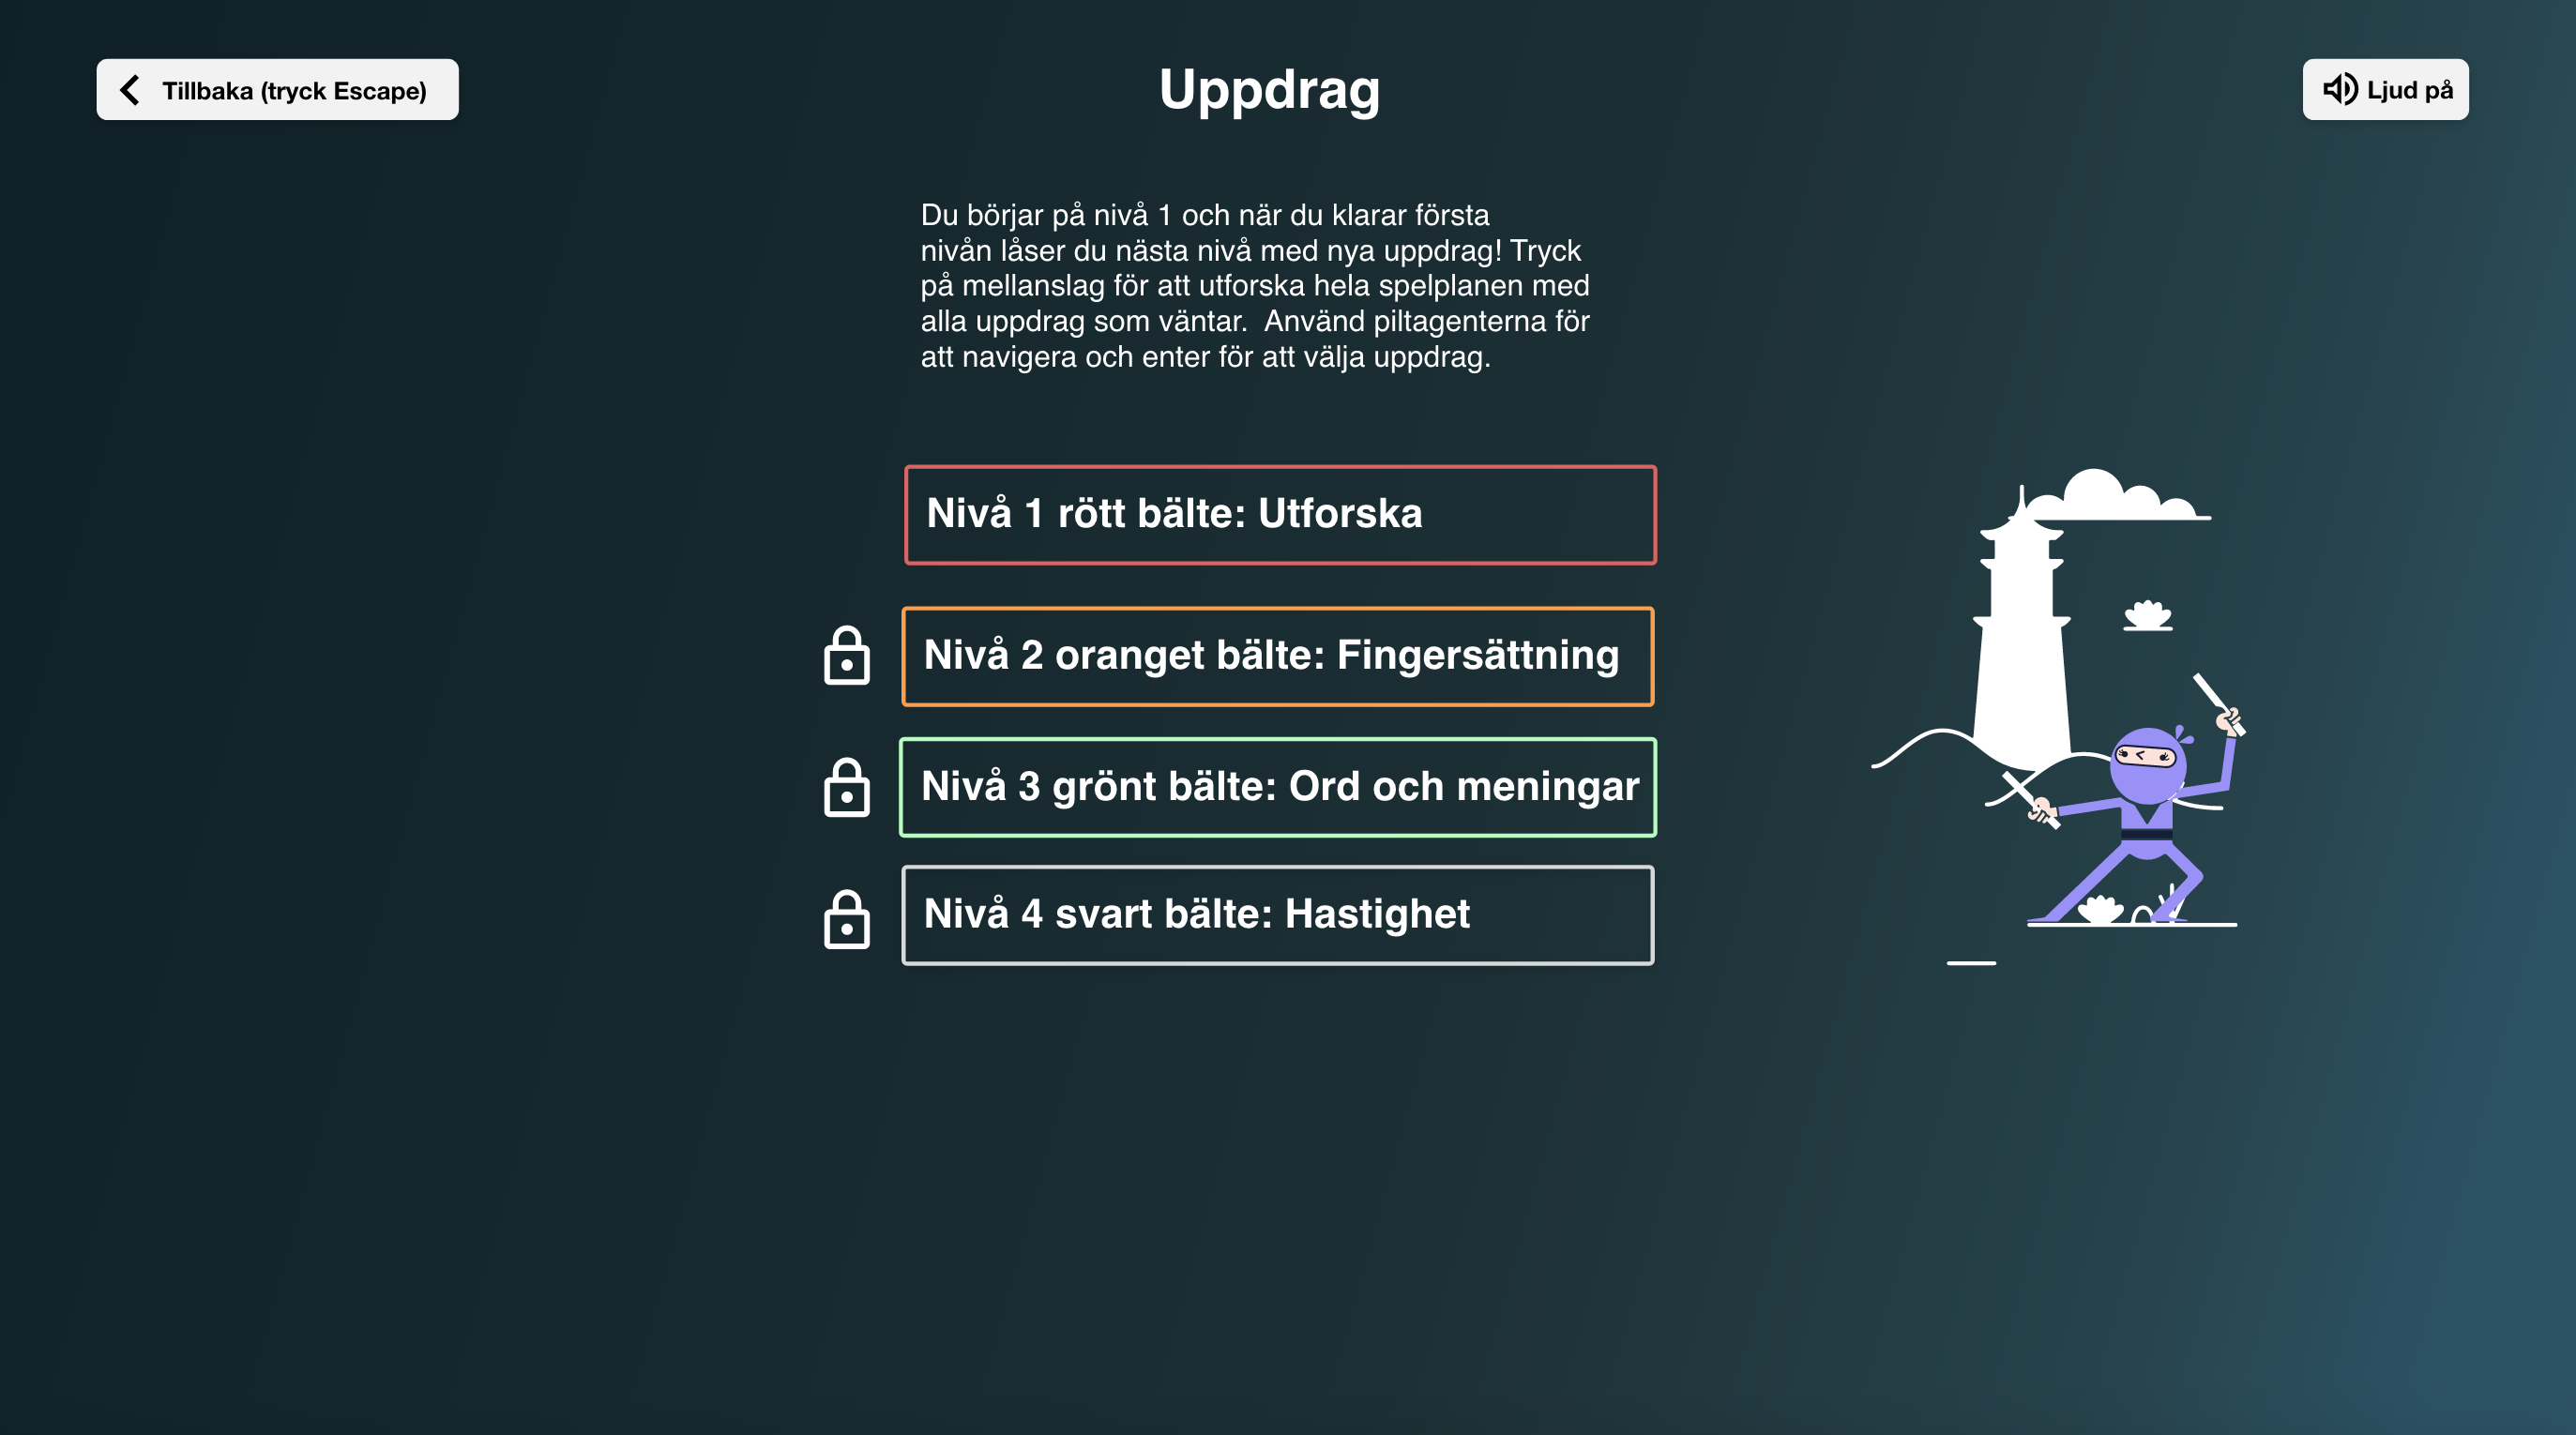 Tillbaka (tryck Escape)
Uppdrag
Ljud på
Du börjar på nivå 1 och när du klarar första
nivån låser du nästa nivå med nya uppdrag! Tryck
på mellanslag för att utforska hela spelplanen med
alla uppdrag som väntar.  Använd piltagenterna för
att navigera och enter för att välja uppdrag.
Nivå 1 rött bälte: Utforska
Nivå 2 oranget bälte: Fingersättning
Nivå 3 grönt bälte: Ord och meningar
Nivå 4 svart bälte: Hastighet